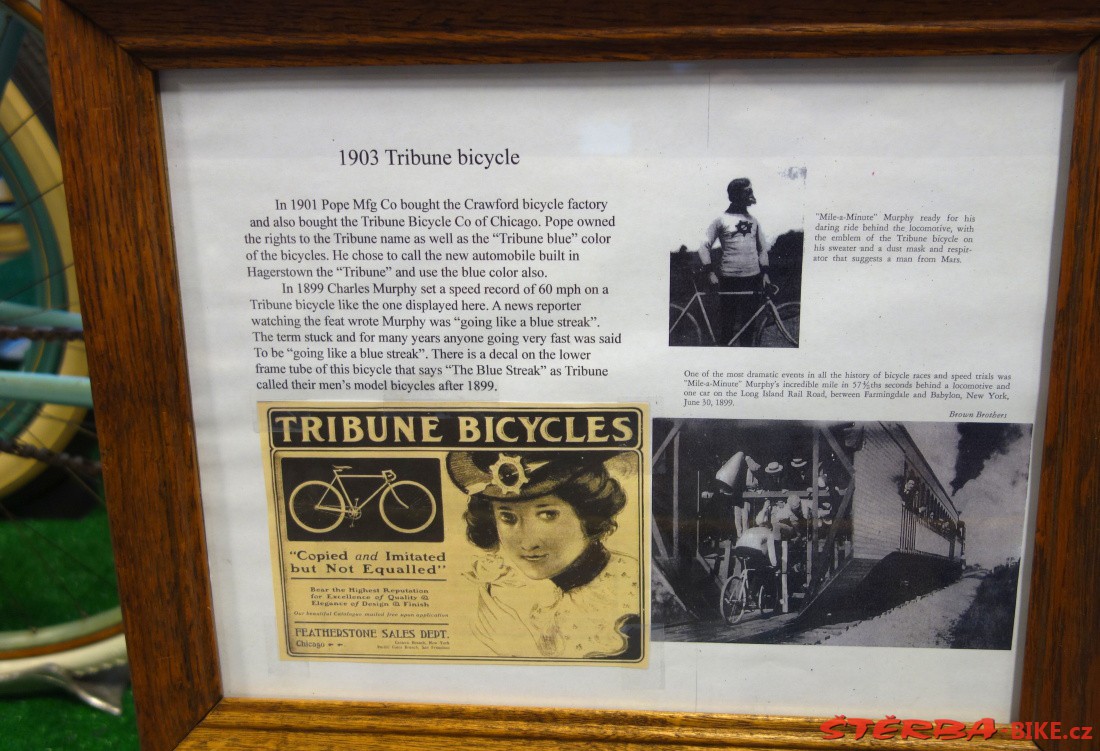 1903 Tribune bicycle
In 1901 Pope Mfg Co bought the Crawford bicycle factory
and also bought the Tribune Bicycle Co of Chicago. Pope owned
the rights to the Tribune name as well as the “Tribune blue” color
of the bicycles. He chose to call the new automobile built in
Hagerstown the “Tribune” and use the blue color also.
In 1899 Charles Murphy set a speed record of 60 mph on a
Tribune bicycle like the one displayed here. A news reporter
watching the feat wrote Murphy was “going like a blue streak”.
The term stuck and for many years anyone going very fast was said
To be “going like a blue streak”. There is a decal on the lower
frame tube of this bicycle that says “The Blue Streak” as Tribune
called their men’s model bicycles after 1899.
"Mile-a-Minute" Murphy ready for his
daring ride behind the locomotive, with
the emblem of the Tribune bicycle on
his sweater and a dust mask and respir-
ator that suggests a man from Mars.
One of the most dramatic events in all the history of bicycle races and speed trials was
"Mile-a-Minute" Murphy's incredible mile in 57⅘ths seconds behind a locomotive and
one car on the Long Island Rail Road, between Farmingdale and Babylon, New York,
June 30, 1899.
Brown Brothers
TRIBUNE BICYCLES
"Copied and Imitated
but Not Equalled"
Bear the Highest Reputation
for Excellence of Quality &
Elegance of Design & Finish
Our beautiful Catalogue mailed free upon application
FEATHERSTONE SALES DEPT.
Chicago
ŠTĚRBA BIKE.cz